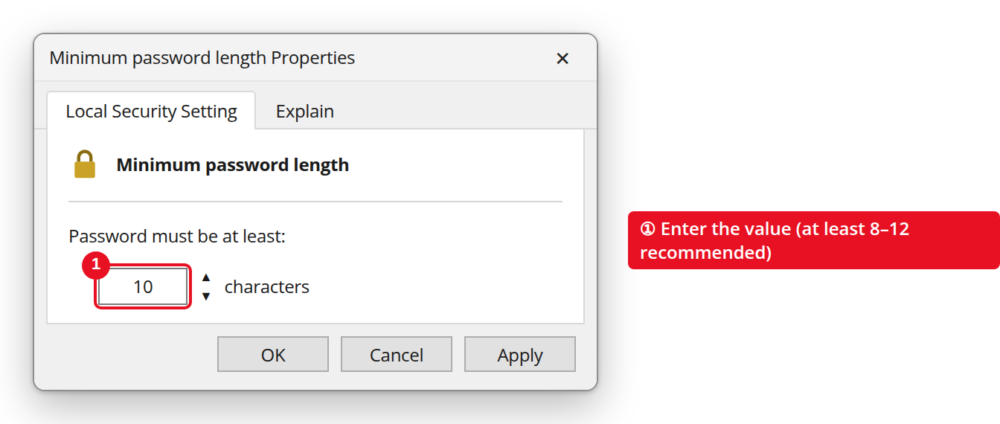 Minimum password length Properties ✕
Local Security Setting Explain
Minimum password length
Password must be at least:
1
10 ▲ ▼ characters
① Enter the value (at least 8–12
recommended)
OK Cancel Apply